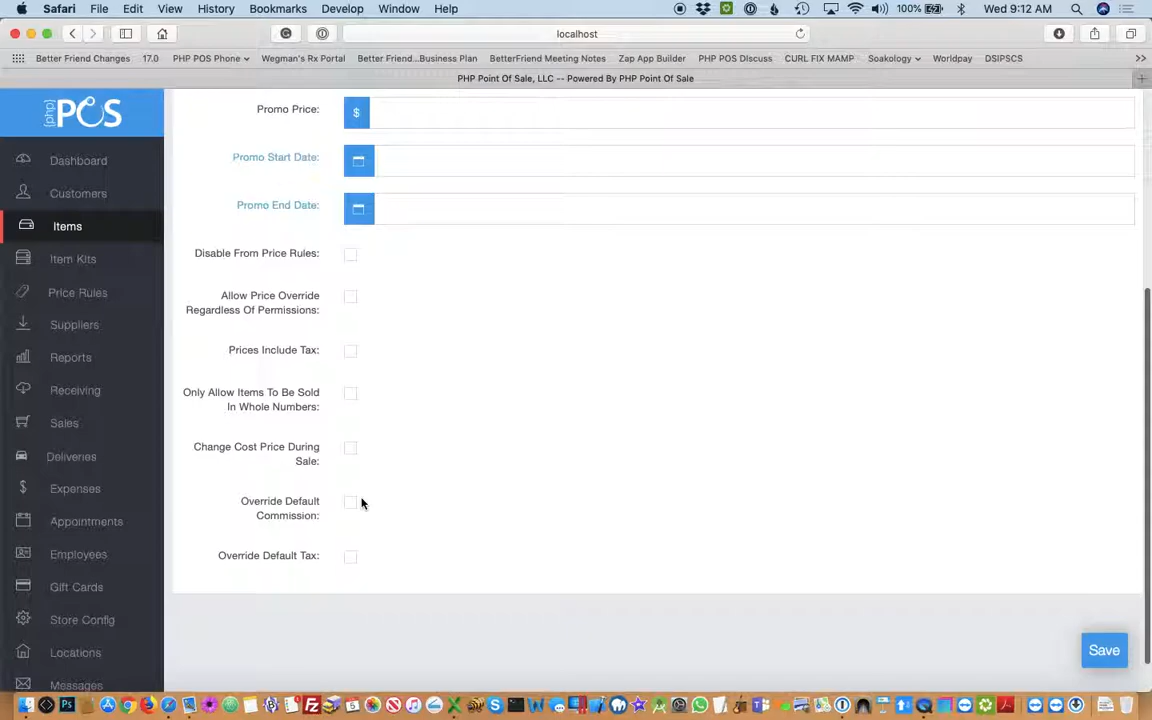 Safari File Edit View History Bookmarks Develop Window Help 100% Wed 9:12 AM
localhost
Better Friend Changes 17.0 PHP POS Phone Wegman's Rx Portal Better Friend...Business Plan BetterFriend Meeting Notes Zap App Builder PHP POS Discuss CURL FIX MAMP Soakology Worldpay DSIPSCS
PHP Point Of Sale, LLC -- Powered By PHP Point Of Sale
[php] POS
Dashboard
Customers
Items
Item Kits
Price Rules
Suppliers
Reports
Receiving
Sales
Deliveries
Expenses
Appointments
Employees
Gift Cards
Store Config
Locations
Messages
Promo Price:
$
Promo Start Date:
Promo End Date:
Disable From Price Rules:
Allow Price Override
Regardless Of Permissions:
Prices Include Tax:
Only Allow Items To Be Sold
In Whole Numbers:
Change Cost Price During
Sale:
Override Default
Commission:
Override Default Tax:
Save